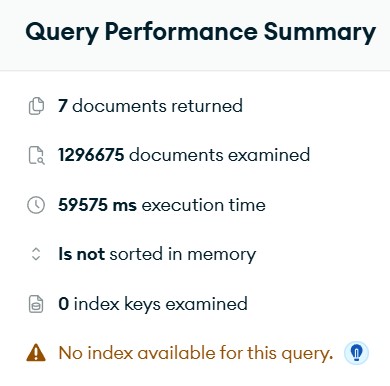 Query Performance Summary
7 documents returned
1296675 documents examined
59575 ms execution time
Is not sorted in memory
0 index keys examined
No index available for this query.